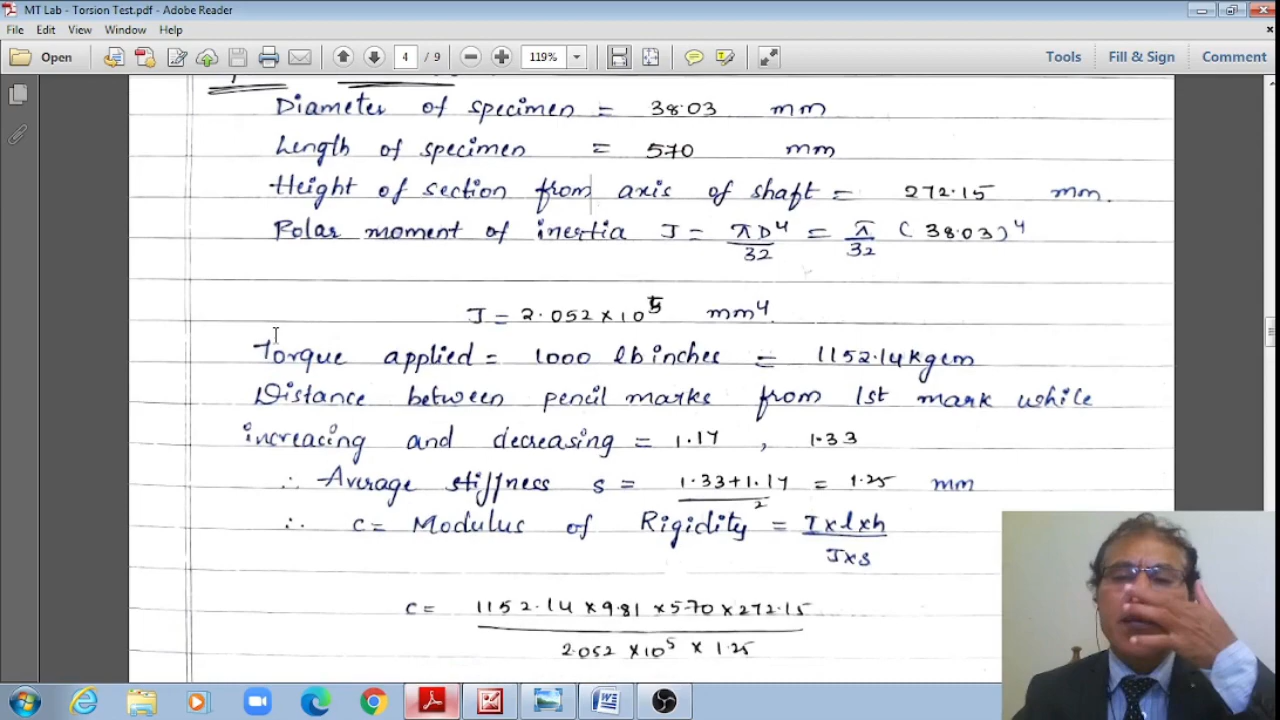 MT Lab - Torsion Test.pdf - Adobe Reader
File Edit View Window Help
Open 4 / 9 119% Tools Fill & Sign Comment
Diameter of specimen = 38.03 mm
Length of specimen = 570 mm
Height of section from axis of shaft = 272.15 mm.
Polar moment of inertia J = πD⁴/32 = π/32 (38.03)⁴
J = 2.052 × 10⁵ mm⁴
Torque applied = 1000 lb inches = 1152.14 kg cm
Distance between pencil marks from 1st mark while
increasing and decreasing = 1.17 , 1.33
∴ Average stiffness s = 1.33+1.17/2 = 1.25 mm
∴ c = Modulus of Rigidity = T×l×h/J×s
c = 1152.14 × 9.81 × 570 × 272.15
2.052 × 10⁵ × 1.25